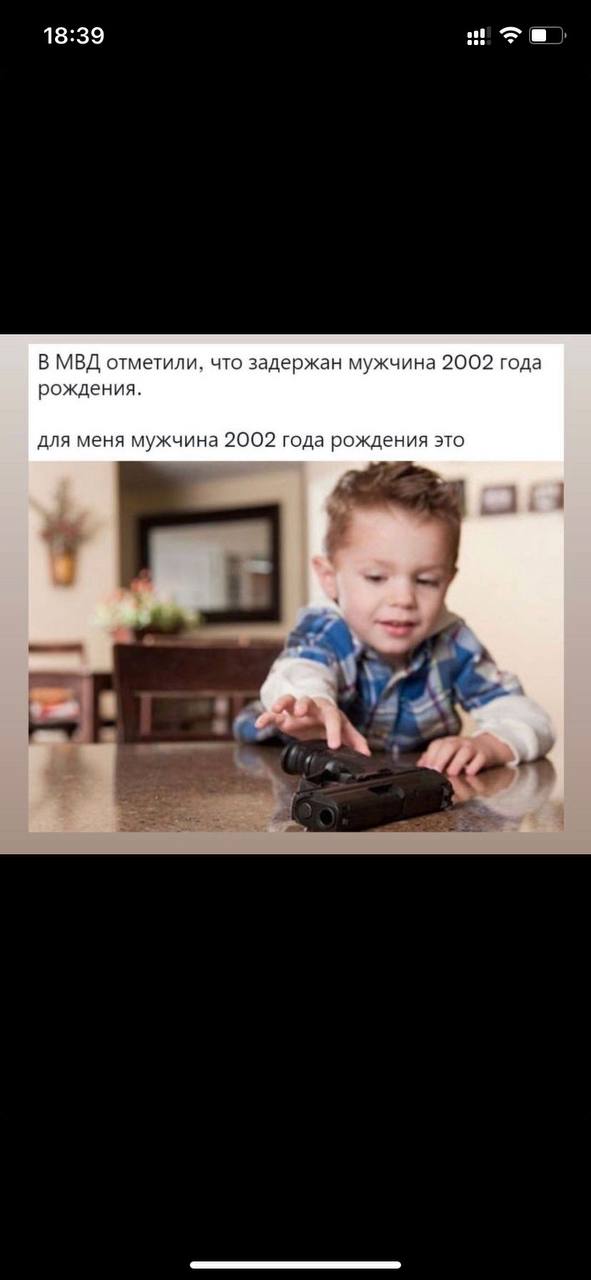 18:39
В МВД отметили, что задержан мужчина 2002 года
рождения.
для меня мужчина 2002 года рождения это